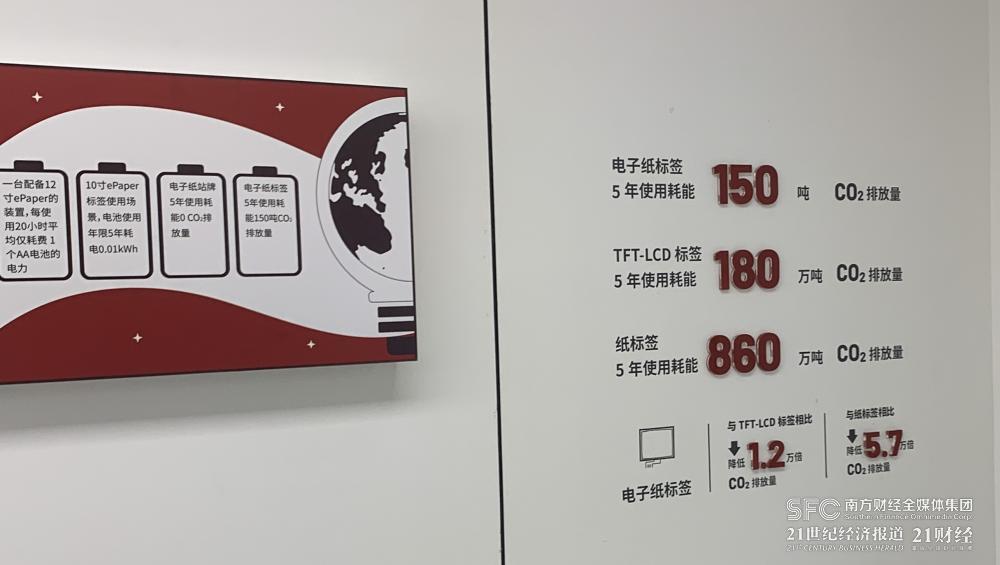 一台配备12
寸ePaper的
装置,每使
用20小时平
均仅耗费 1
个AA电池的
电力
10寸ePaper
标签使用场
景,电池使用
年限5年耗
电0.01kWh
电子纸站牌
5年使用耗
能0 CO₂排
放量
电子纸标签
5年使用耗
能150吨CO₂
排放量
电子纸标签
5 年使用耗能 150 吨 CO₂ 排放量
TFT-LCD 标签
5 年使用耗能 180 万吨 CO₂ 排放量
纸标签
5 年使用耗能 860 万吨 CO₂ 排放量
电子纸标签
与 TFT-LCD 标签相比
降低 1.2 万倍
CO₂ 排放量
与纸标签相比
降低 5.7 万倍
CO₂ 排放量
SFC 南方财经全媒体集团
Southern Finance Omnimedia Corp.
21世纪经济报道 21财经
21ST CENTURY BUSINESS HERALD